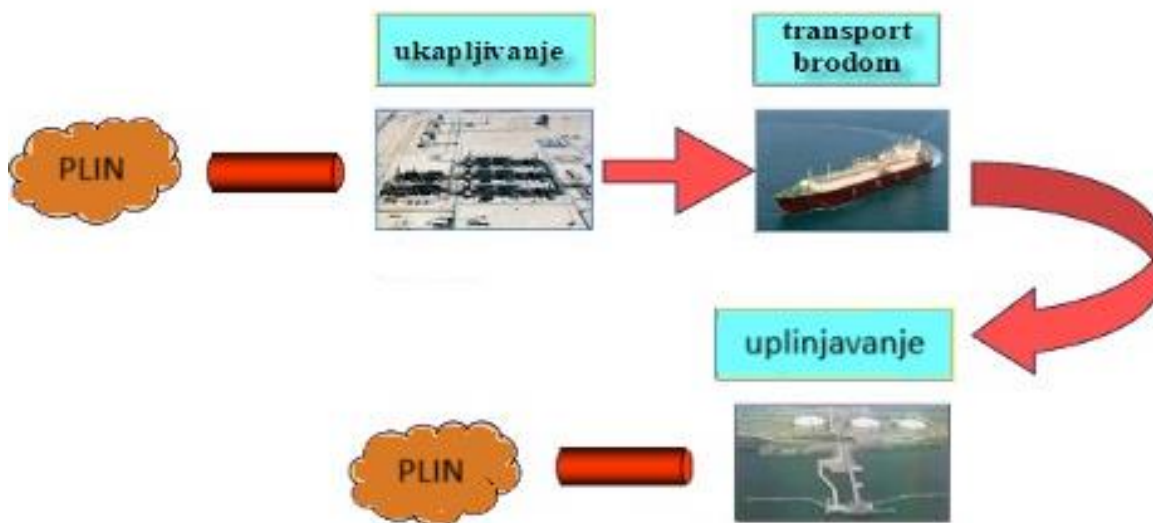 ukapljivanje
transport
brodom
PLIN
uplinjavanje
PLIN